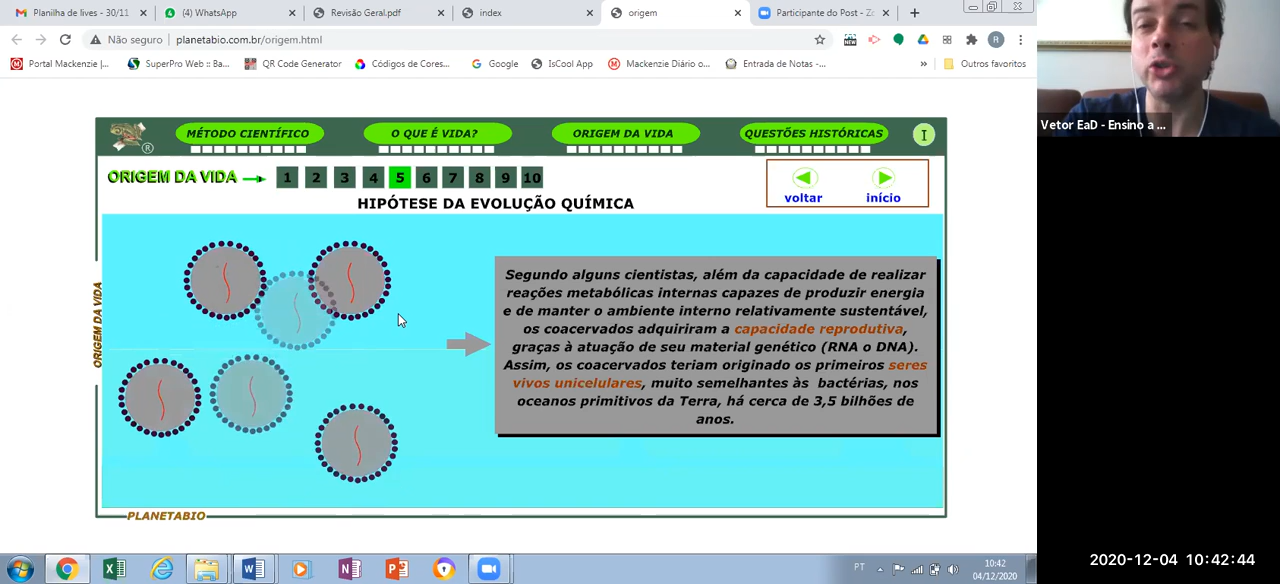 Planilha de lives - 30/11
(4) WhatsApp
Revisão Geral.pdf
index
origem
Participante do Post - Zo
Não seguro
planetabio.com.br/origem.html
Portal Mackenzie |...
SuperPro Web :: Ba...
QR Code Generator
Códigos de Cores...
Google
IsCool App
Mackenzie Diário o...
Entrada de Notas -...
»
Outros favoritos
Vetor EaD - Ensino a ...
MÉTODO CIENTÍFICO
O QUE É VIDA?
ORIGEM DA VIDA
QUESTÕES HISTÓRICAS
I
ORIGEM DA VIDA
1 2 3 4 5 6 7 8 9 10
voltar
início
HIPÓTESE DA EVOLUÇÃO QUÍMICA
Segundo alguns cientistas, além da capacidade de realizar
reações metabólicas internas capazes de produzir energia
e de manter o ambiente interno relativamente sustentável,
os coacervados adquiriram a capacidade reprodutiva,
graças à atuação de seu material genético (RNA o DNA).
Assim, os coacervados teriam originado os primeiros seres
vivos unicelulares, muito semelhantes às bactérias, nos
oceanos primitivos da Terra, há cerca de 3,5 bilhões de
anos.
ORIGEM DA VIDA
PLANETABIO
PT
10:42
04/12/2020
2020-12-04 10:42:44